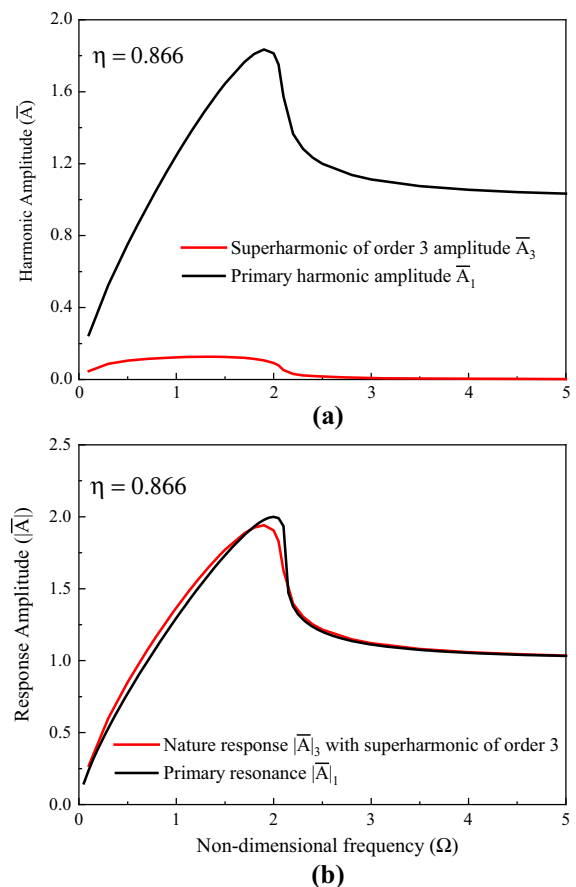 2.0
η = 0.866
1.6
1.2
0.8
0.4
0.0
Harmonic Amplitude (A̅)
Superharmonic of order 3 amplitude A̅₃
Primary harmonic amplitude A̅₁
0 1 2 3 4 5
(a)
2.5
η = 0.866
2.0
1.5
1.0
0.5
0.0
Response Amplitude (|A̅|)
Nature response |A̅|₃ with superharmonic of order 3
Primary resonance |A̅|₁
0 1 2 3 4 5
Non-dimensional frequency (Ω)
(b)